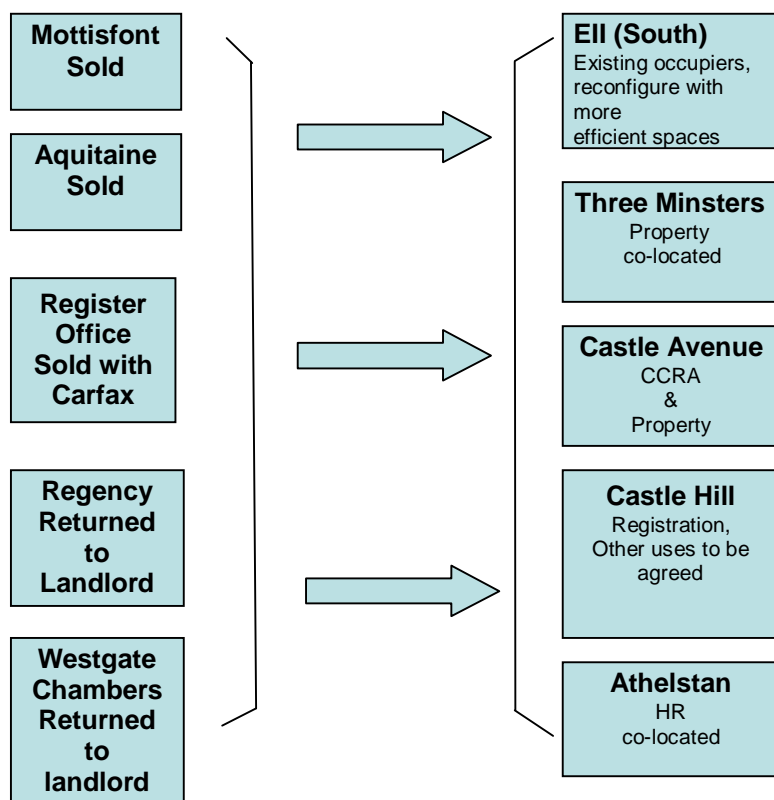 Mottisfont
Sold
Aquitaine
Sold
Register
Office
Sold with
Carfax
Regency
Returned
to
Landlord
Westgate
Chambers
Returned
to
landlord
EII (South)
Existing occupiers,
reconfigure with
more
efficient spaces
Three Minsters
Property
co-located
Castle Avenue
CCRA
&
Property
Castle Hill
Registration,
Other uses to be
agreed
Athelstan
HR
co-located